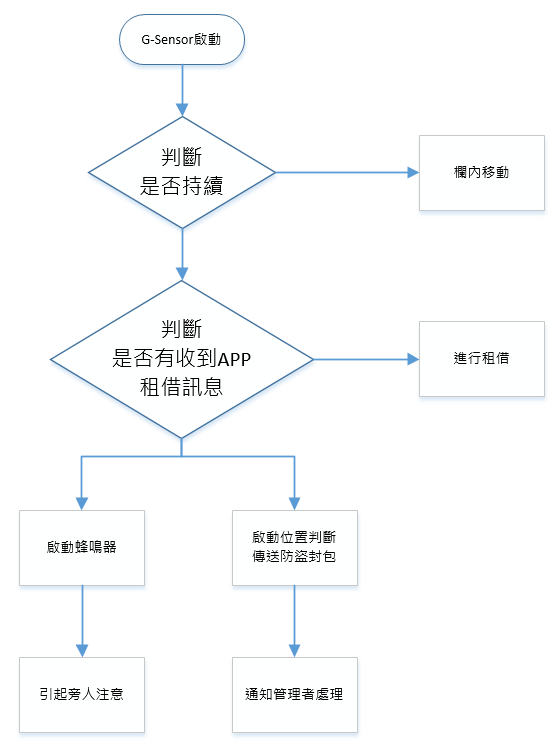 G-Sensor啟動
判斷
是否持續
欄內移動
判斷
是否有收到APP
租借訊息
進行租借
啟動蜂鳴器
啟動位置判斷
傳送防盜封包
引起旁人注意
通知管理者處理